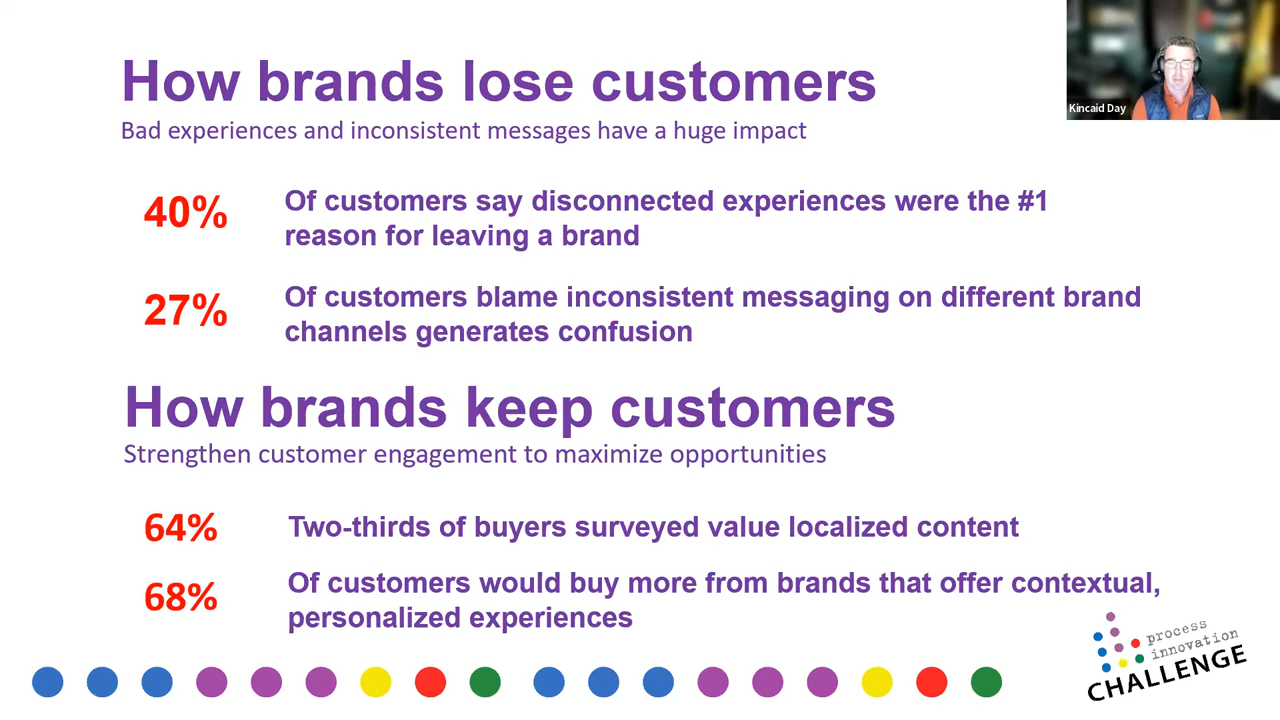 How brands lose customers
Bad experiences and inconsistent messages have a huge impact
Kincaid Day
40%
Of customers say disconnected experiences were the #1
reason for leaving a brand
27%
Of customers blame inconsistent messaging on different brand
channels generates confusion
How brands keep customers
Strengthen customer engagement to maximize opportunities
64%
Two-thirds of buyers surveyed value localized content
68%
Of customers would buy more from brands that offer contextual,
personalized experiences
process
innovation
CHALLENGE